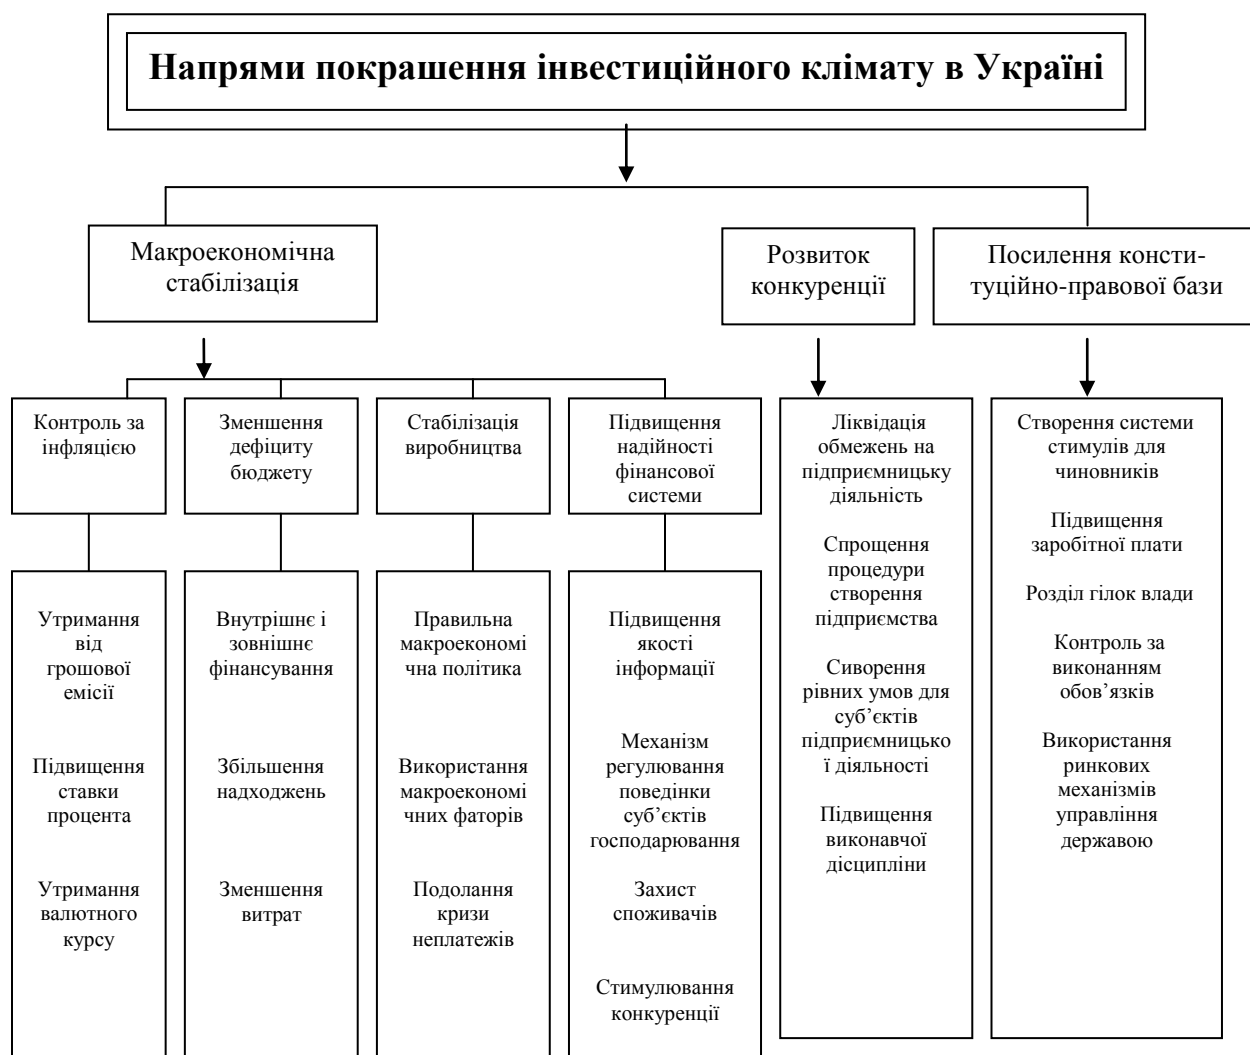 Напрями покрашення інвестиційного клімату в Україні
Макроекономічна
стабілізація
Розвиток
конкуренції
Посилення консти-
туційно-правової бази
Контроль за
інфляцією
Зменшення
дефіциту
бюджету
Стабілізація
виробництва
Підвищення
надійності
фінансової
системи
Ліквідація
обмежень на
підприємницьку
діяльність
Спрощення
процедури
створення
підприємства
Сиворення
рівних умов для
суб’єктів
підприємницько
ї діяльності
Підвищення
виконавчої
дісципліни
Створення системи
стимулів для
чиновників
Підвищення
заробітної плати
Розділ гілок влади
Контроль за
виконанням
обов’язків
Використання
ринкових
механізмів
управління
державою
Утримання
від
грошової
емісії
Підвищення
ставки
процента
Утримання
валютного
курсу
Внутрішнє і
зовнішнє
фінансування
Збільшення
надходжень
Зменшення
витрат
Правильна
макроекономі
чна політика
Використання
макроекономі
чних фаторів
Подолання
кризи
неплатежів
Підвищення
якості
інформації
Механізм
регулювання
поведінки
суб’єктів
господарювання
Захист
споживачів
Стимулювання
конкуренції